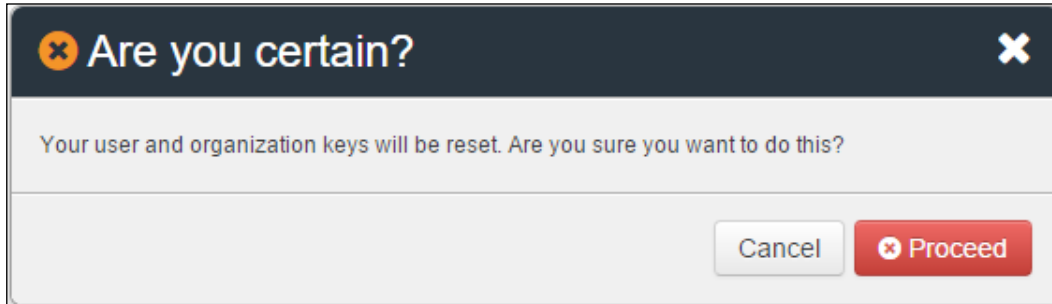 Are you certain?
Your user and organization keys will be reset. Are you sure you want to do this?
Cancel
Proceed